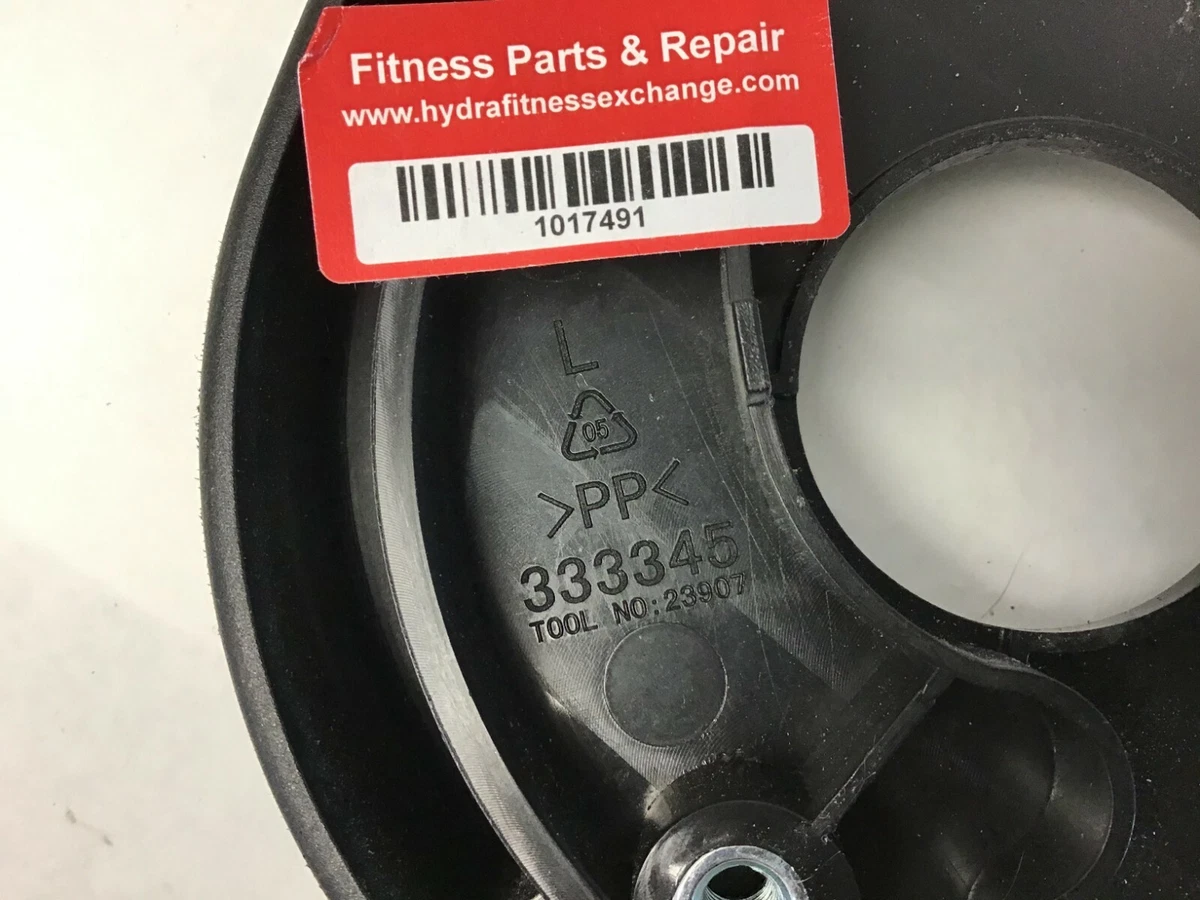 Fitness Parts & Repair
www.hydrafitnessexchange.com
1017491
L
05
>PP<
333345
TOOL NO:23907